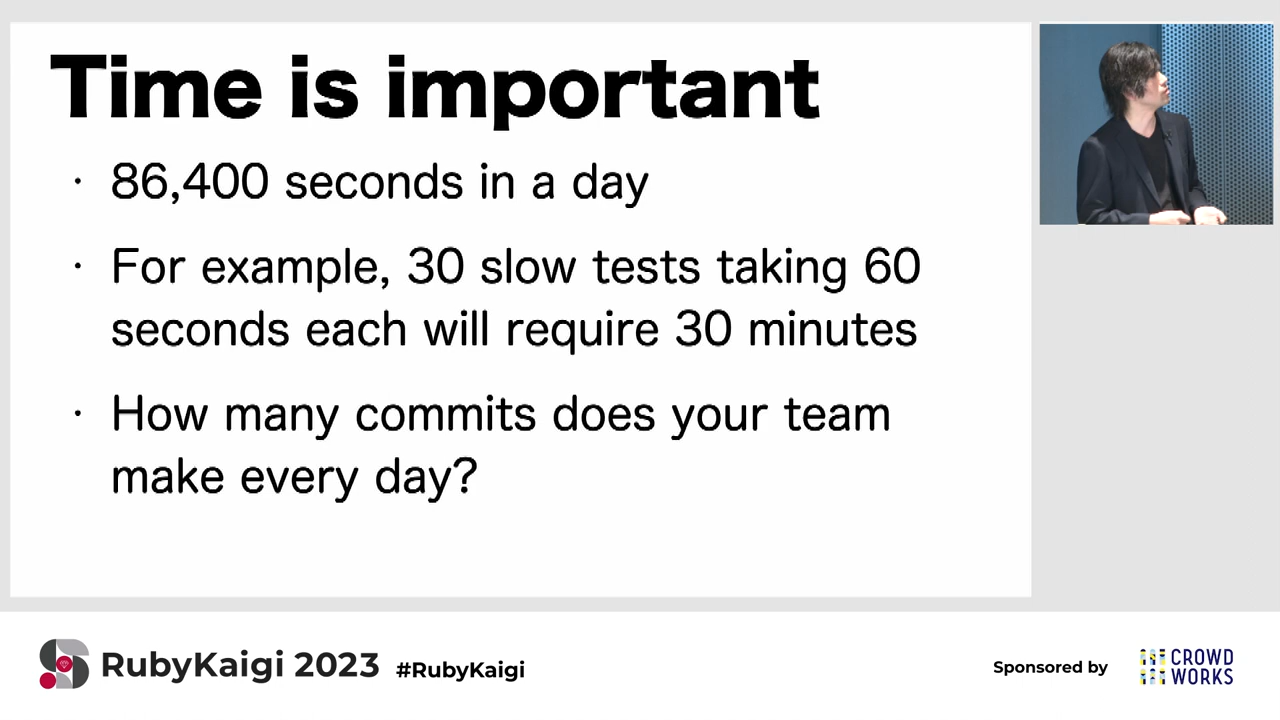 Time is important
・ 86,400 seconds in a day
・ For example, 30 slow tests taking 60
seconds each will require 30 minutes
・ How many commits does your team
make every day?
RubyKaigi 2023 #RubyKaigi
Sponsored by
CROWD
WORKS